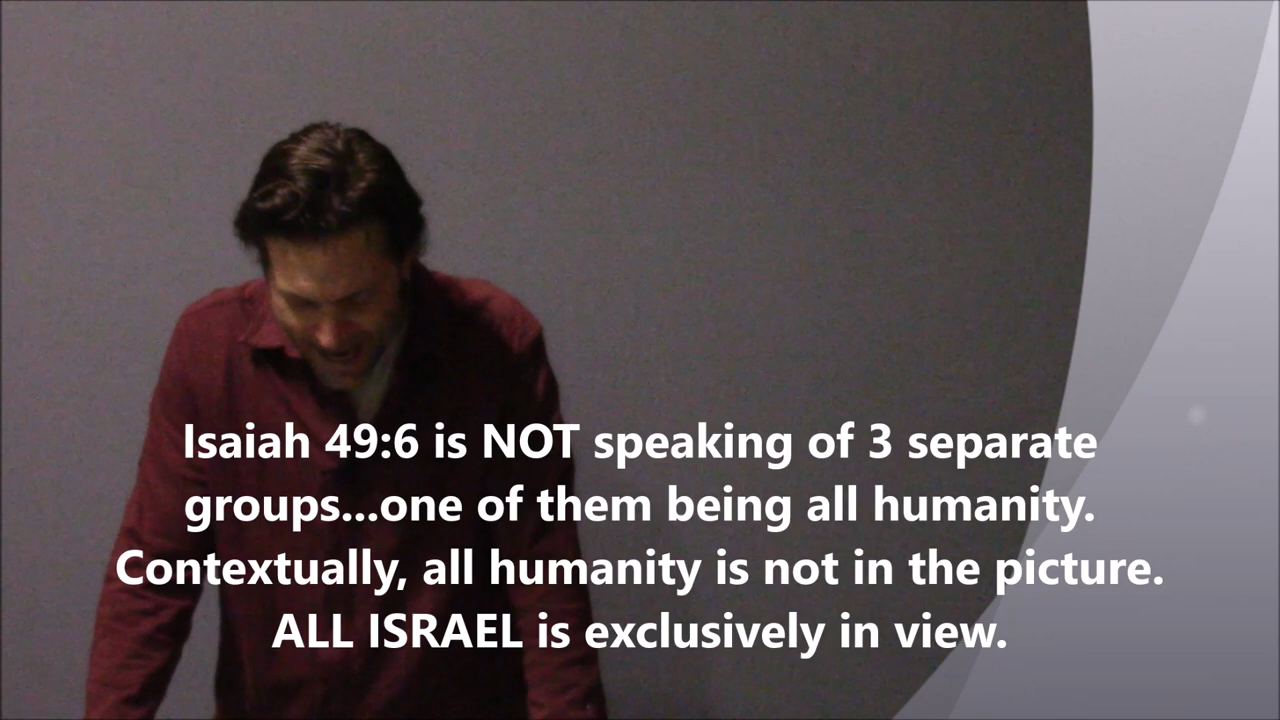 Isaiah 49:6 is NOT speaking of 3 separate
groups...one of them being all humanity.
Contextually, all humanity is not in the picture.
ALL ISRAEL is exclusively in view.